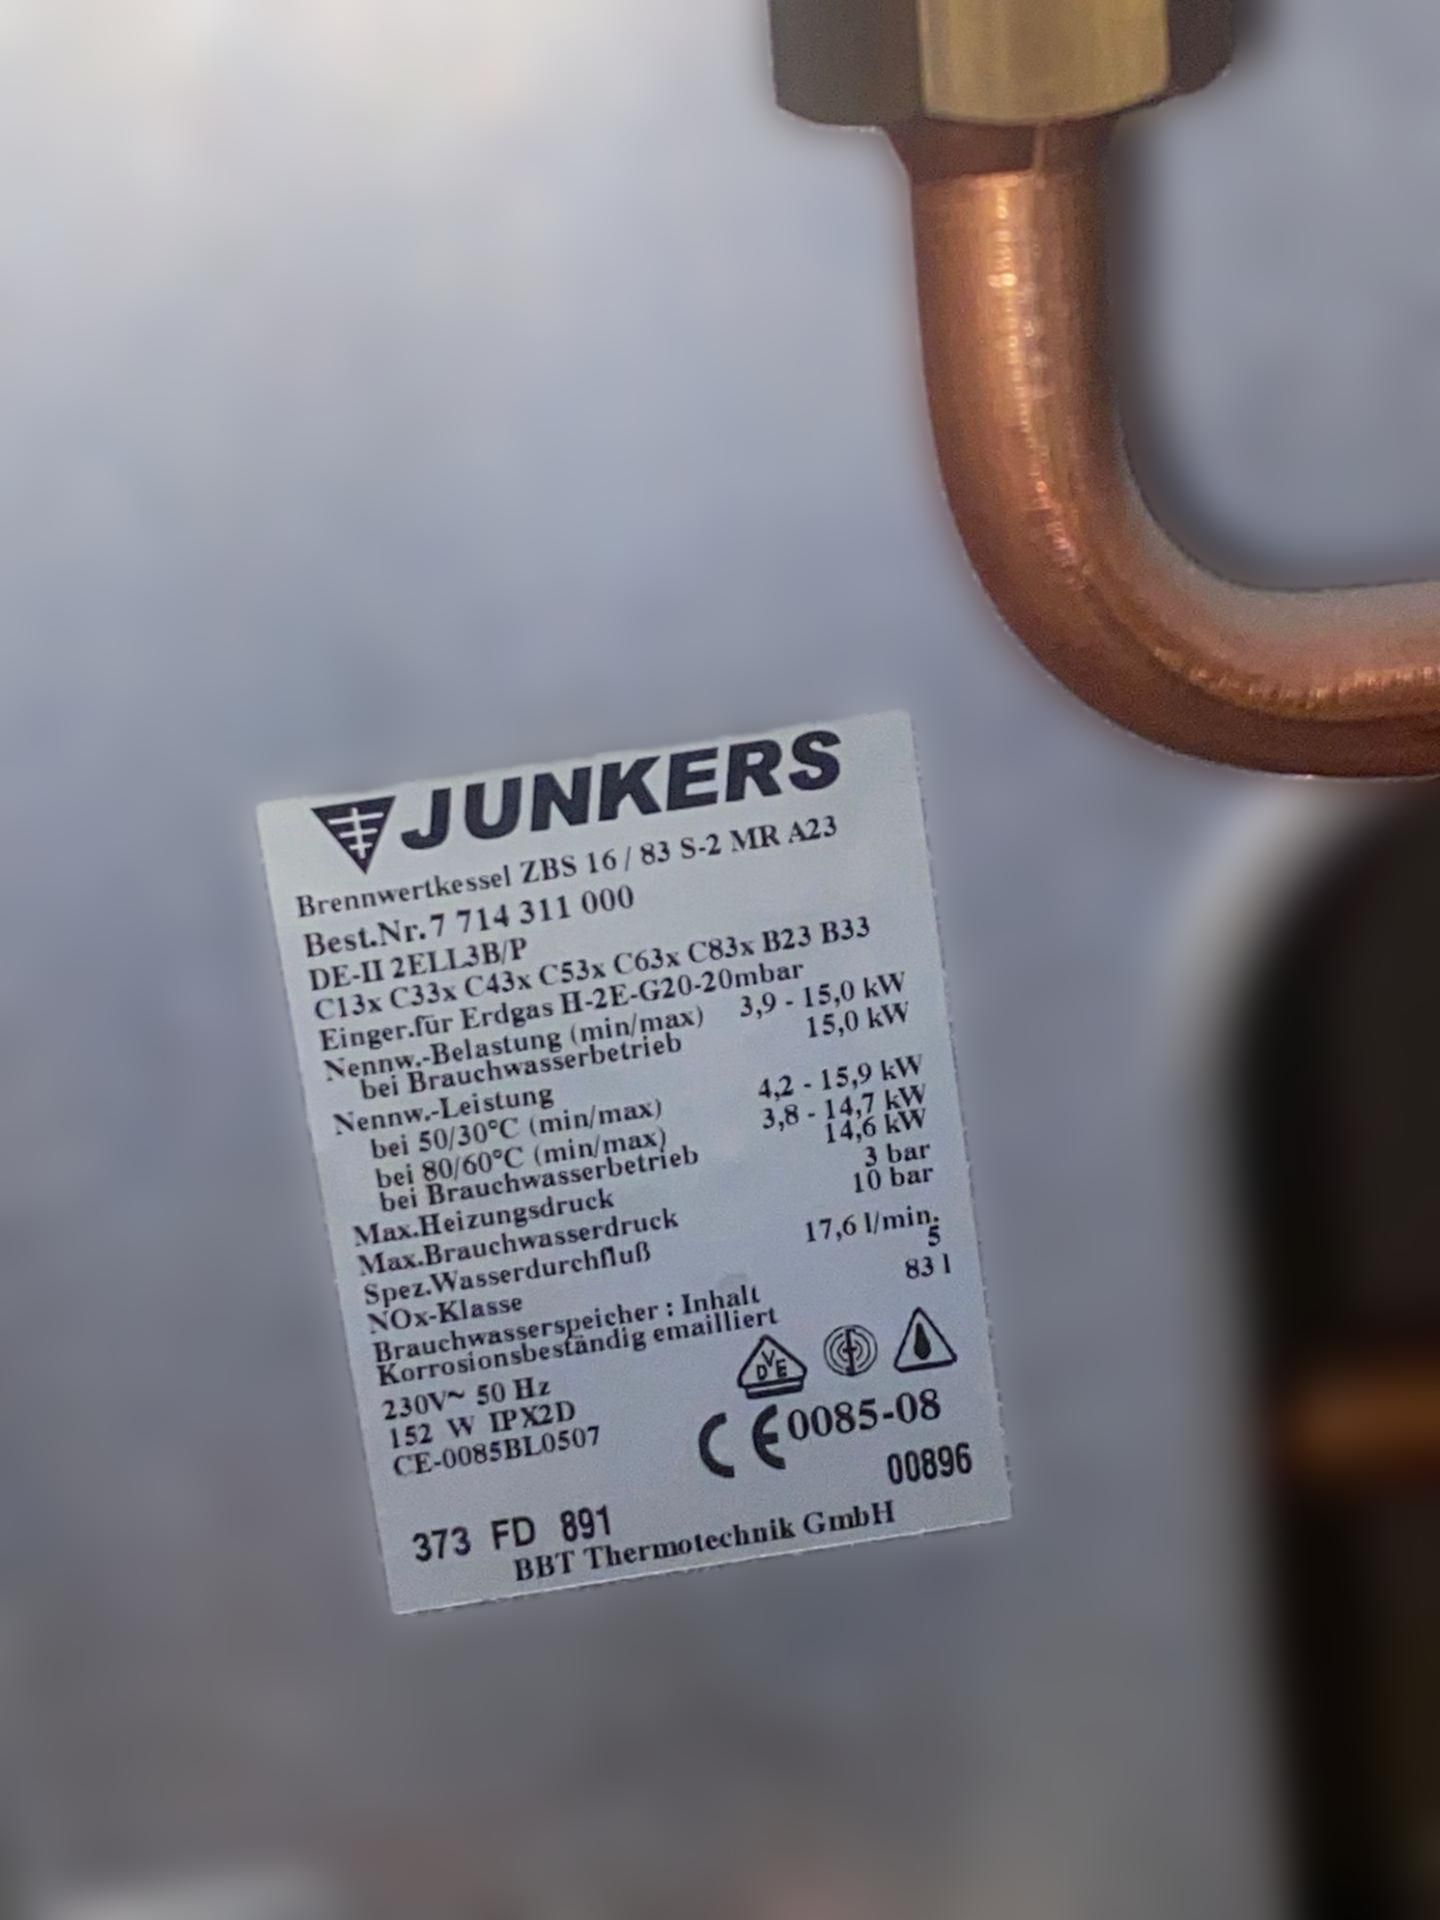 JUNKERS
Brennwertkessel ZBS 16 / 83 S-2 MR A23
Best.Nr. 7 714 311 000
DE-II 2ELL3B/P
C13x C33x C43x C53x C63x C83x B23 B33
Einger.für Erdgas H-2E-G20-20mbar
Nennw.-Belastung (min/max) 3,9 - 15,0 kW
bei Brauchwasserbetrieb 15,0 kW
Nennw.-Leistung
bei 50/30°C (min/max) 4,2 - 15,9 kW
bei 80/60°C (min/max) 3,8 - 14,7 kW
bei Brauchwasserbetrieb 14,6 kW
Max.Heizungsdruck 3 bar
Max.Brauchwasserdruck 10 bar
Spez.Wasserdurchfluß 17,6 l/min.
NOx-Klasse 5
Brauchwasserspeicher : Inhalt 83 l
Korrosionsbeständig emailliert
230V~ 50 Hz
DVE
152 W IPX2D
CE 0085-08
CE-0085BL0507
00896
373 FD 891
BBT Thermotechnik GmbH